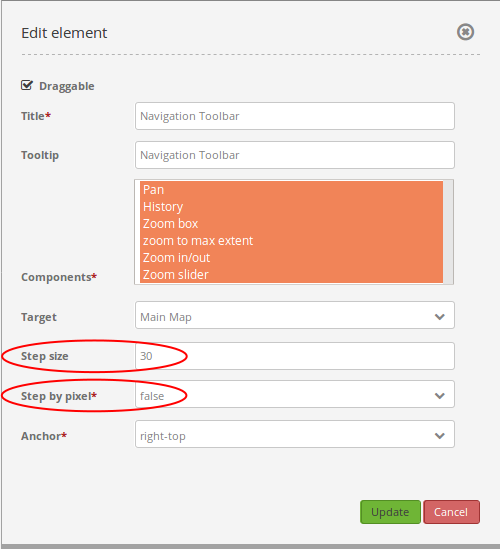 Edit element
Draggable
Title* Navigation Toolbar
Tooltip Navigation Toolbar
Pan
History
Zoom box
zoom to max extent
Zoom in/out
Zoom slider
Components*
Target Main Map
Step size 30
Step by pixel* false
Anchor* right-top
Update Cancel